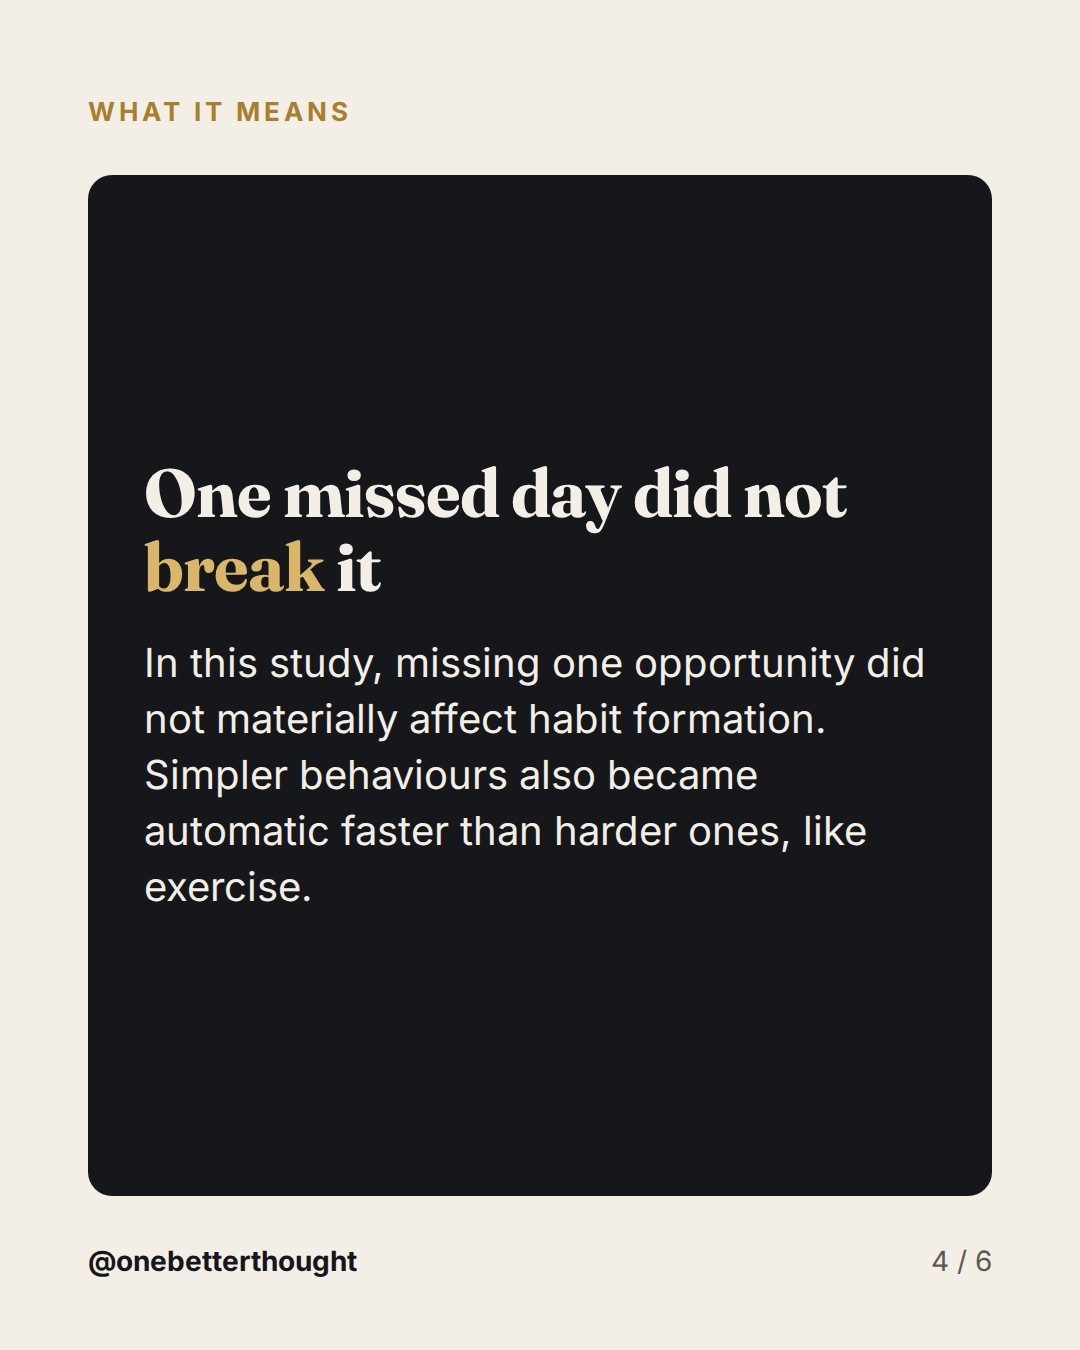 WHAT IT MEANS
One missed day did not
break it
In this study, missing one opportunity did
not materially affect habit formation.
Simpler behaviours also became
automatic faster than harder ones, like
exercise.
@onebetterthought
4 / 6